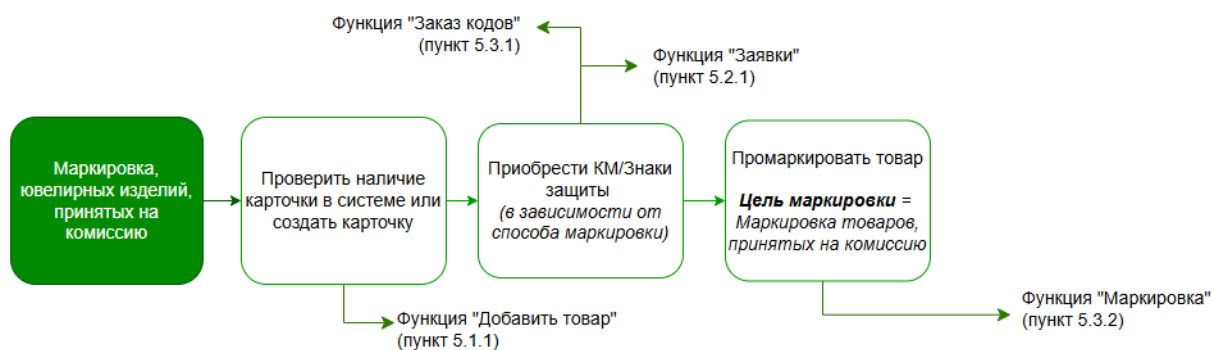 Функция "Заказ кодов"
(пункт 5.3.1)
Функция "Заявки"
(пункт 5.2.1)
Маркировка,
ювелирных изделий,
принятых на
комиссию
Проверить наличие
карточки в системе или
создать карточку
Приобрести КМ/Знаки
защиты
(в зависимости от
способа маркировки)
Промаркировать товар
Цель маркировки =
Маркировка товаров,
принятых на комиссию
Функция "Добавить товар"
(пункт 5.1.1)
Функция "Маркировка"
(пункт 5.3.2)